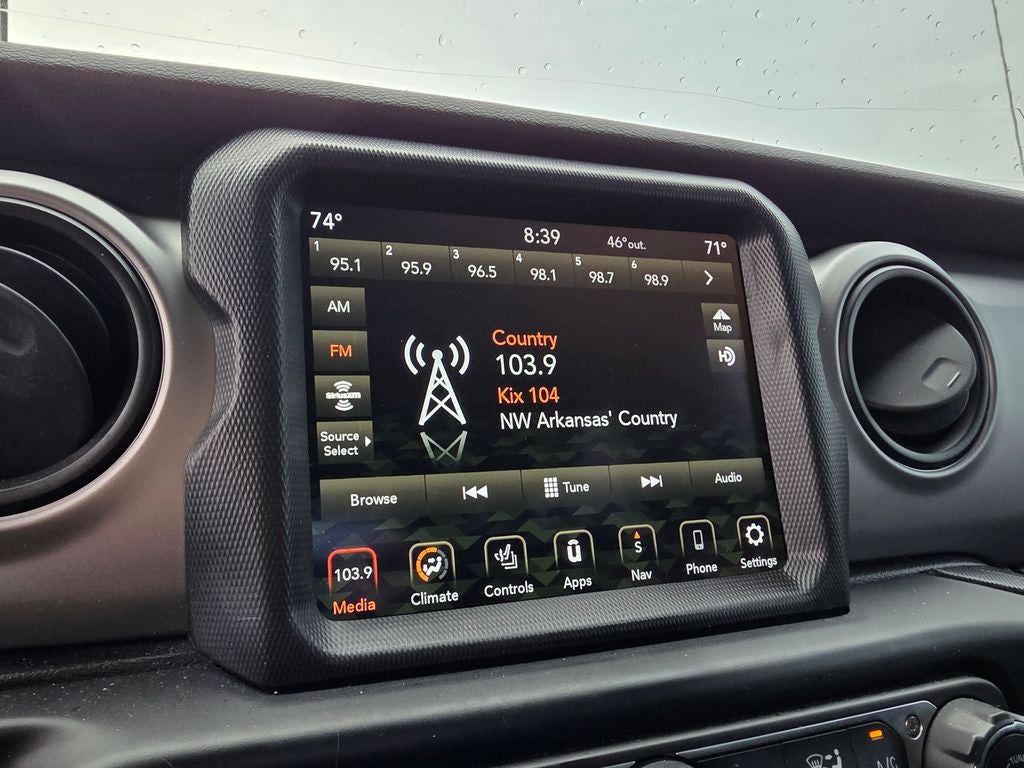 74°
8:39
46°out.
71°
1 95.1
2 95.9
3 96.5
4 98.1
5 98.7
6 98.9
AM
FM
SiriusXM
Source
Select
Country
103.9
Kix 104
NW Arkansas' Country
Map
HD
Browse
Tune
Audio
103.9
Media
Climate
Controls
u
Apps
S
Nav
Phone
Settings